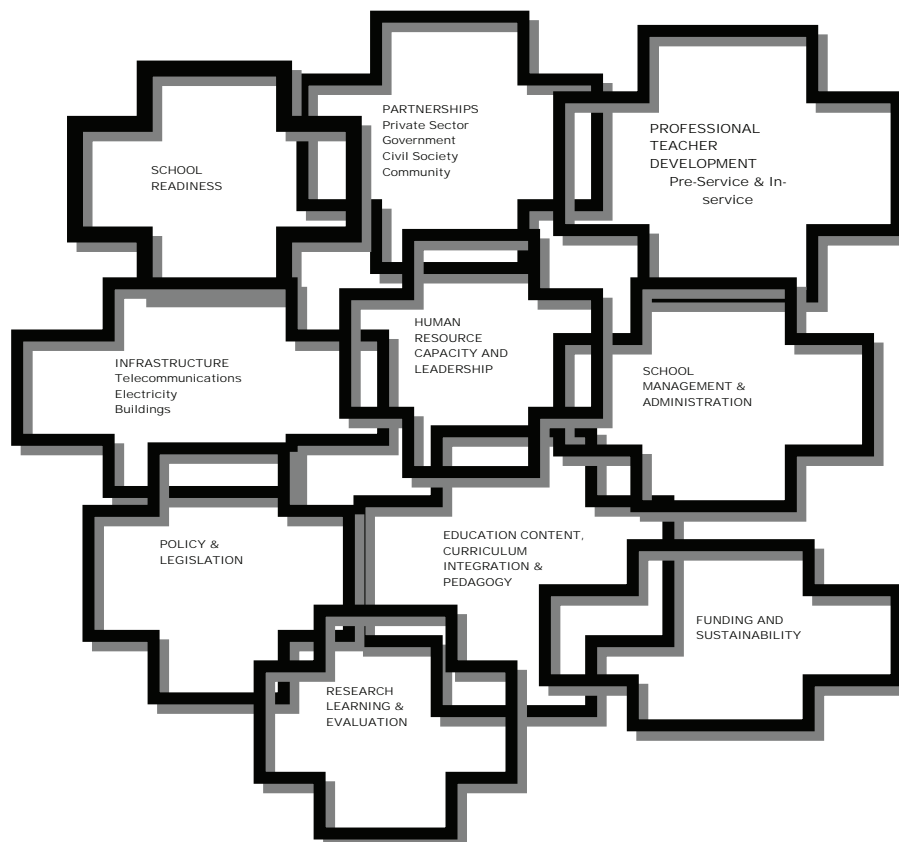 PARTNERSHIPS
Private Sector
Government
Civil Society
Community
PROFESSIONAL
TEACHER
DEVELOPMENT
Pre-Service & In-
service
SCHOOL
READINESS
HUMAN
RESOURCE
CAPACITY AND
LEADERSHIP
INFRASTRUCTURE
Telecommunications
Electricity
Buildings
SCHOOL
MANAGEMENT &
ADMINISTRATION
POLICY &
LEGISLATION
EDUCATION CONTENT,
CURRICULUM
INTEGRATION &
PEDAGOGY
FUNDING AND
SUSTAINABILITY
RESEARCH
LEARNING &
EVALUATION